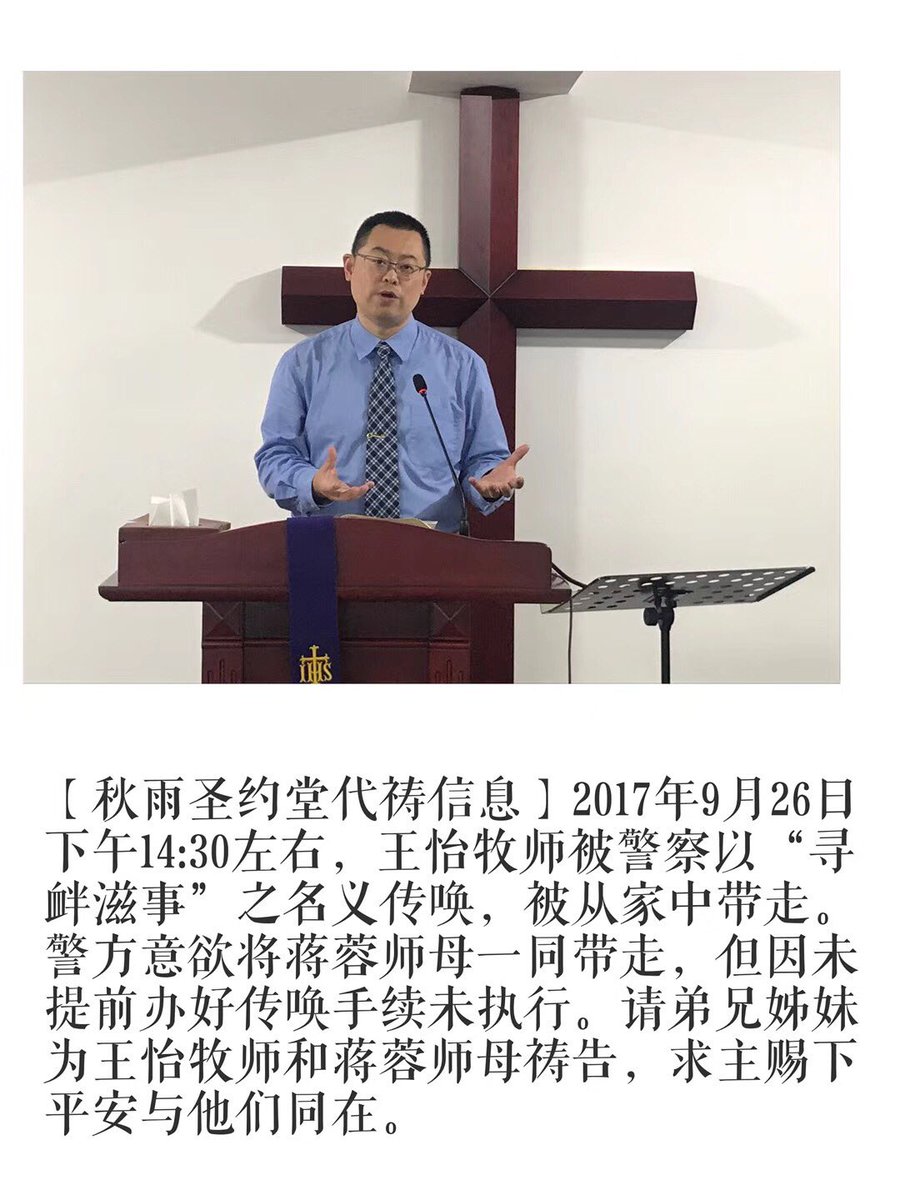 IHS
【秋雨圣约堂代祷信息】2017年9月26日
下午14:30左右，王怡牧师被警察以“寻
衅滋事”之名义传唤，被从家中带走。
警方意欲将蒋蓉师母一同带走，但因未
提前办好传唤手续未执行。请弟兄姊妹
为王怡牧师和蒋蓉师母祷告，求主赐下
平安与他们同在。